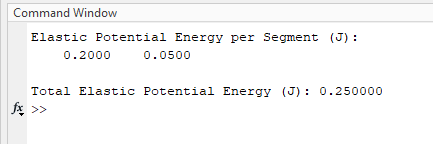 Command Window
Elastic Potential Energy per Segment (J):
0.2000    0.0500
Total Elastic Potential Energy (J): 0.250000
fx >>